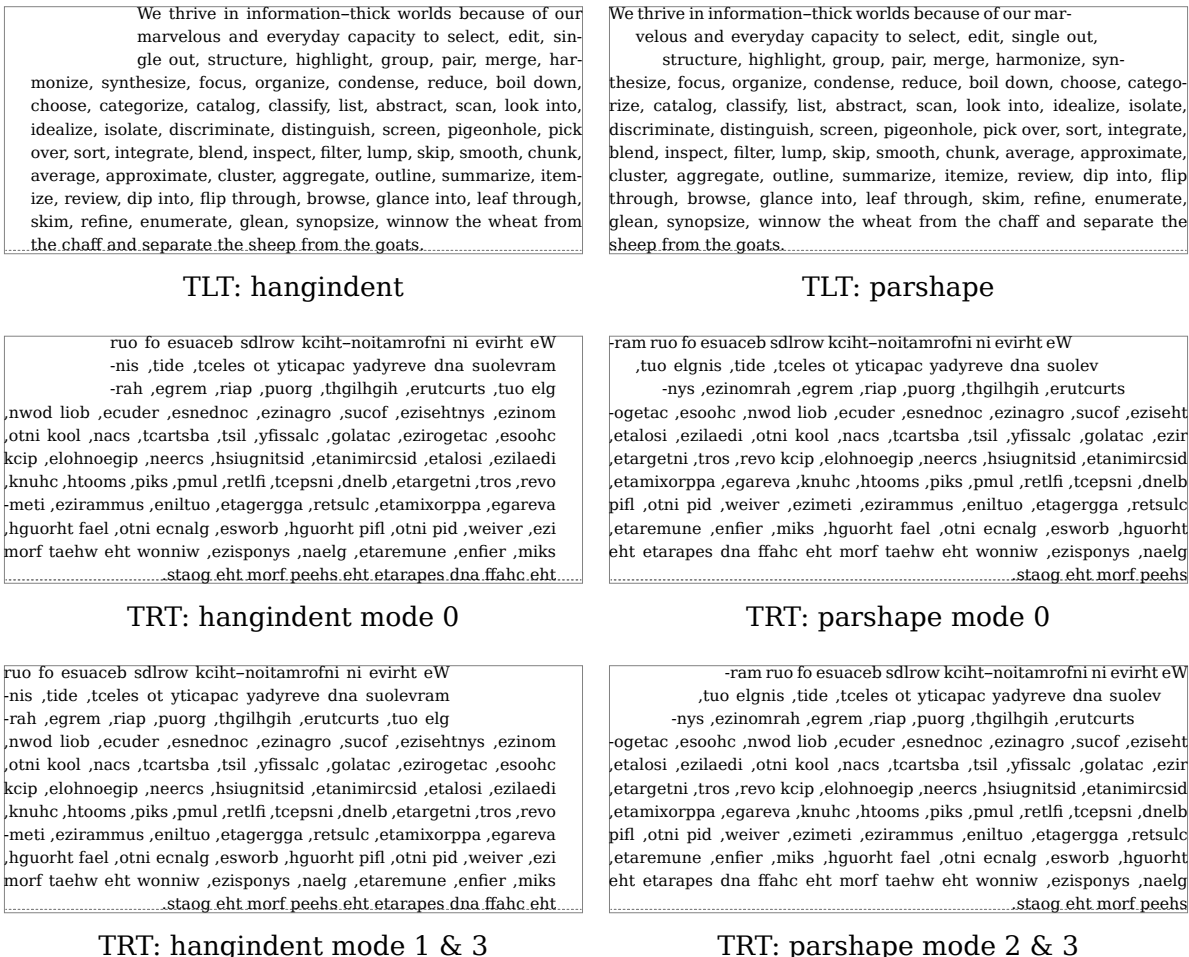 We thrive in information–thick worlds because of our
marvelous and everyday capacity to select, edit, sin-
gle out, structure, highlight, group, pair, merge, har-
monize, synthesize, focus, organize, condense, reduce, boil down,
choose, categorize, catalog, classify, list, abstract, scan, look into,
idealize, isolate, discriminate, distinguish, screen, pigeonhole, pick
over, sort, integrate, blend, inspect, filter, lump, skip, smooth, chunk,
average, approximate, cluster, aggregate, outline, summarize, item-
ize, review, dip into, flip through, browse, glance into, leaf through,
skim, refine, enumerate, glean, synopsize, winnow the wheat from
the chaff and separate the sheep from the goats.
TLT: hangindent
We thrive in information–thick worlds because of our mar-
velous and everyday capacity to select, edit, single out,
structure, highlight, group, pair, merge, harmonize, syn-
thesize, focus, organize, condense, reduce, boil down, choose, catego-
rize, catalog, classify, list, abstract, scan, look into, idealize, isolate,
discriminate, distinguish, screen, pigeonhole, pick over, sort, integrate,
blend, inspect, filter, lump, skip, smooth, chunk, average, approximate,
cluster, aggregate, outline, summarize, itemize, review, dip into, flip
through, browse, glance into, leaf through, skim, refine, enumerate,
glean, synopsize, winnow the wheat from the chaff and separate the
sheep from the goats.
TLT: parshape
ruo fo esuaceb sdlrow kciht–noitamrofni ni evirht eW
-nis ,tide ,tceles ot yticapac yadyreve dna suolevram
-rah ,egrem ,riap ,puorg ,thgilhgih ,erutcurts ,tuo elg
,nwod liob ,ecuder ,esnednoc ,ezinagro ,sucof ,ezisehtnys ,ezinom
,otni kool ,nacs ,tcartsba ,tsil ,yfissalc ,golatac ,ezirogetac ,esoohc
kcip ,elohnoegip ,neercs ,hsiugnitsid ,etanimircsid ,etalosi ,ezilaedi
,knuhc ,htooms ,piks ,pmul ,retlfi ,tcepsni ,dnelb ,etargetni ,tros ,revo
-meti ,ezirammus ,eniltuo ,etagergga ,retsulc ,etamixorppa ,egareva
,hguorht fael ,otni ecnalg ,esworb ,hguorht pifl ,otni pid ,weiver ,ezi
morf taehw eht wonniw ,ezisponys ,naelg ,etaremune ,enfier ,miks
.staog eht morf peehs eht etarapes dna ffahc eht
TRT: hangindent mode 0
-ram ruo fo esuaceb sdlrow kciht–noitamrofni ni evirht eW
,tuo elgnis ,tide ,tceles ot yticapac yadyreve dna suolev
-nys ,ezinomrah ,egrem ,riap ,puorg ,thgilhgih ,erutcurts
-ogetac ,esoohc ,nwod liob ,ecuder ,esnednoc ,ezinagro ,sucof ,eziseht
,etalosi ,ezilaedi ,otni kool ,nacs ,tcartsba ,tsil ,yfissalc ,golatac ,ezir
,etargetni ,tros ,revo kcip ,elohnoegip ,neercs ,hsiugnitsid ,etanimircsid
,etamixorppa ,egareva ,knuhc ,htooms ,piks ,pmul ,retlfi ,tcepsni ,dnelb
pifl ,otni pid ,weiver ,ezimeti ,ezirammus ,eniltuo ,etagergga ,retsulc
,etaremune ,enfier ,miks ,hguorht fael ,otni ecnalg ,esworb ,hguorht
eht etarapes dna ffahc eht morf taehw eht wonniw ,ezisponys ,naelg
.staog eht morf peehs
TRT: parshape mode 0
ruo fo esuaceb sdlrow kciht–noitamrofni ni evirht eW
-nis ,tide ,tceles ot yticapac yadyreve dna suolevram
-rah ,egrem ,riap ,puorg ,thgilhgih ,erutcurts ,tuo elg
,nwod liob ,ecuder ,esnednoc ,ezinagro ,sucof ,ezisehtnys ,ezinom
,otni kool ,nacs ,tcartsba ,tsil ,yfissalc ,golatac ,ezirogetac ,esoohc
kcip ,elohnoegip ,neercs ,hsiugnitsid ,etanimircsid ,etalosi ,ezilaedi
,knuhc ,htooms ,piks ,pmul ,retlfi ,tcepsni ,dnelb ,etargetni ,tros ,revo
-meti ,ezirammus ,eniltuo ,etagergga ,retsulc ,etamixorppa ,egareva
,hguorht fael ,otni ecnalg ,esworb ,hguorht pifl ,otni pid ,weiver ,ezi
morf taehw eht wonniw ,ezisponys ,naelg ,etaremune ,enfier ,miks
.staog eht morf peehs eht etarapes dna ffahc eht
TRT: hangindent mode 1 & 3
-ram ruo fo esuaceb sdlrow kciht–noitamrofni ni evirht eW
,tuo elgnis ,tide ,tceles ot yticapac yadyreve dna suolev
-nys ,ezinomrah ,egrem ,riap ,puorg ,thgilhgih ,erutcurts
-ogetac ,esoohc ,nwod liob ,ecuder ,esnednoc ,ezinagro ,sucof ,eziseht
,etalosi ,ezilaedi ,otni kool ,nacs ,tcartsba ,tsil ,yfissalc ,golatac ,ezir
,etargetni ,tros ,revo kcip ,elohnoegip ,neercs ,hsiugnitsid ,etanimircsid
,etamixorppa ,egareva ,knuhc ,htooms ,piks ,pmul ,retlfi ,tcepsni ,dnelb
pifl ,otni pid ,weiver ,ezimeti ,ezirammus ,eniltuo ,etagergga ,retsulc
,etaremune ,enfier ,miks ,hguorht fael ,otni ecnalg ,esworb ,hguorht
eht etarapes dna ffahc eht morf taehw eht wonniw ,ezisponys ,naelg
.staog eht morf peehs
TRT: parshape mode 2 & 3